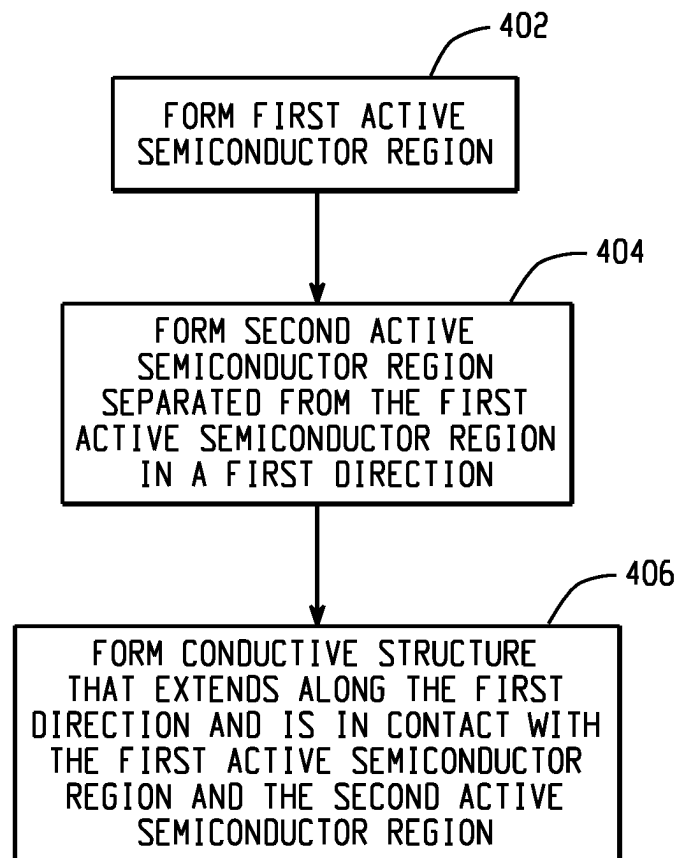 402
FORM FIRST ACTIVE
SEMICONDUCTOR REGION
404
FORM SECOND ACTIVE
SEMICONDUCTOR REGION
SEPARATED FROM THE FIRST
ACTIVE SEMICONDUCTOR REGION
IN A FIRST DIRECTION
406
FORM CONDUCTIVE STRUCTURE
THAT EXTENDS ALONG THE FIRST
DIRECTION AND IS IN CONTACT WITH
THE FIRST ACTIVE SEMICONDUCTOR
REGION AND THE SECOND ACTIVE
SEMICONDUCTOR REGION